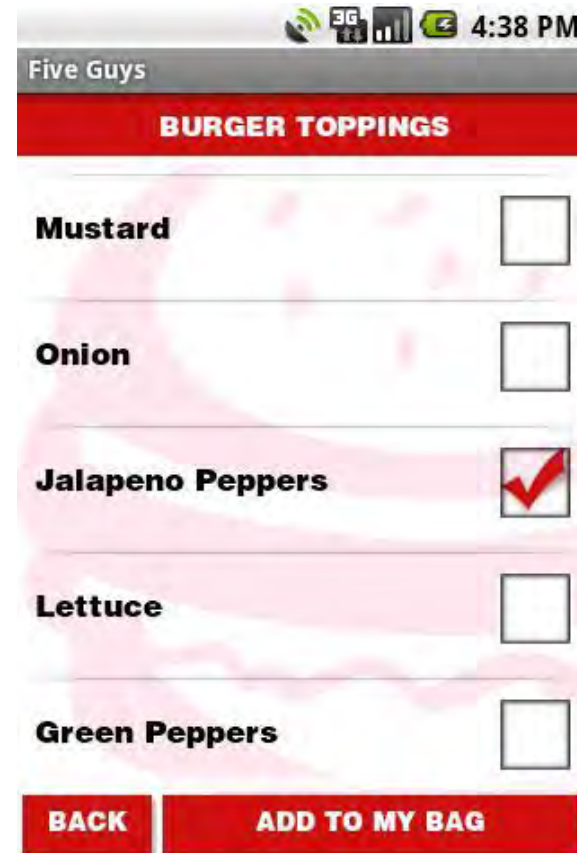 3G 4:38 PM
Five Guys
BURGER TOPPINGS
Mustard
Onion
Jalapeno Peppers
Lettuce
Green Peppers
BACK ADD TO MY BAG